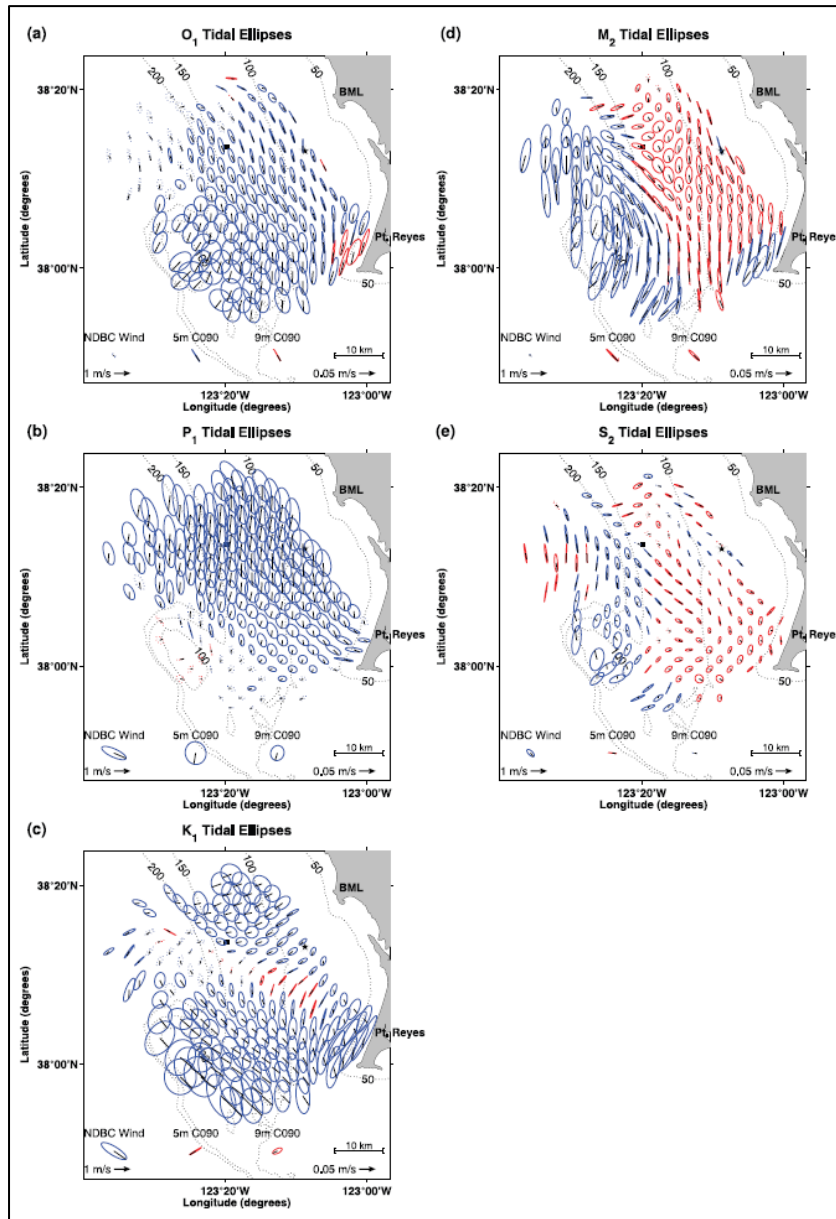 (a)
O1 Tidal Ellipses
200
150
100
50
38°20'N
BML
Latitude (degrees)
Pt. Reyes
38°00'N
50
NDBC Wind 5m C090 9m C090
10 km
1 m/s
0.05 m/s
123°20'W 123°00'W
Longitude (degrees)
(d)
M2 Tidal Ellipses
200
150
100
50
38°20'N
BML
Latitude (degrees)
Pt. Reyes
38°00'N
50
NDBC Wind 5m C090 9m C090
10 km
1 m/s
0.05 m/s
123°20'W 123°00'W
Longitude (degrees)
(b)
P1 Tidal Ellipses
200
150
100
50
38°20'N
BML
Latitude (degrees)
Pt. Reyes
38°00'N
100
50
NDBC Wind 5m C090 9m C090
10 km
1 m/s
0.05 m/s
123°20'W 123°00'W
Longitude (degrees)
(e)
S2 Tidal Ellipses
200
150
100
50
38°20'N
BML
Latitude (degrees)
Pt. Reyes
38°00'N
100
50
NDBC Wind 5m C090 9m C090
10 km
1 m/s
0.05 m/s
123°20'W 123°00'W
Longitude (degrees)
(c)
K1 Tidal Ellipses
200
150
100
50
38°20'N
BML
Latitude (degrees)
Pt. Reyes
38°00'N
50
NDBC Wind 5m C090 9m C090
10 km
1 m/s
0.05 m/s
123°20'W 123°00'W
Longitude (degrees)